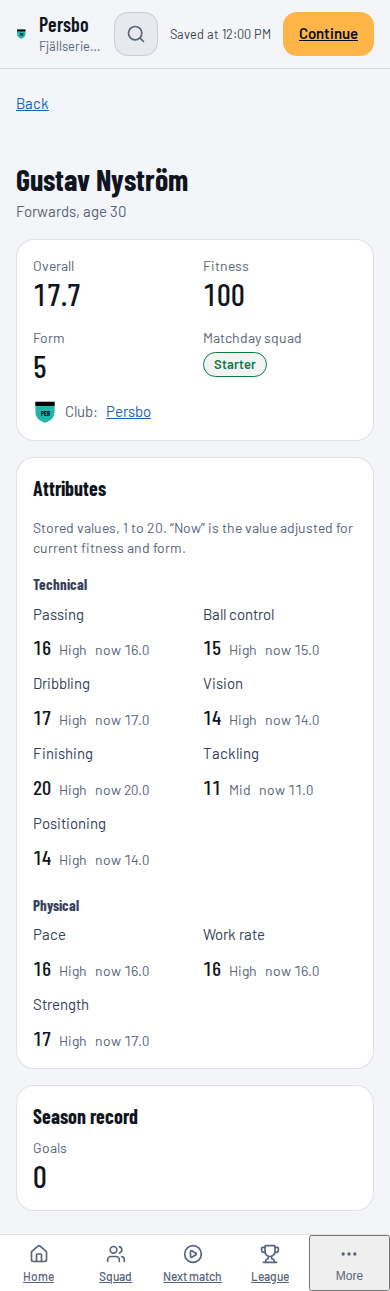 Persbo
Fjällserie...
Saved at 12:00 PM
Continue
Back
Gustav Nyström
Forwards, age 30
Overall Fitness
17.7 100
Form Matchday squad
5 Starter
PER Club: Persbo
Attributes
Stored values, 1 to 20. “Now” is the value adjusted for
current fitness and form.
Technical
Passing Ball control
16 High now 16.0 15 High now 15.0
Dribbling Vision
17 High now 17.0 14 High now 14.0
Finishing Tackling
20 High now 20.0 11 Mid now 11.0
Positioning
14 High now 14.0
Physical
Pace Work rate
16 High now 16.0 16 High now 16.0
Strength
17 High now 17.0
Season record
Goals
0
Home Squad Next match League More